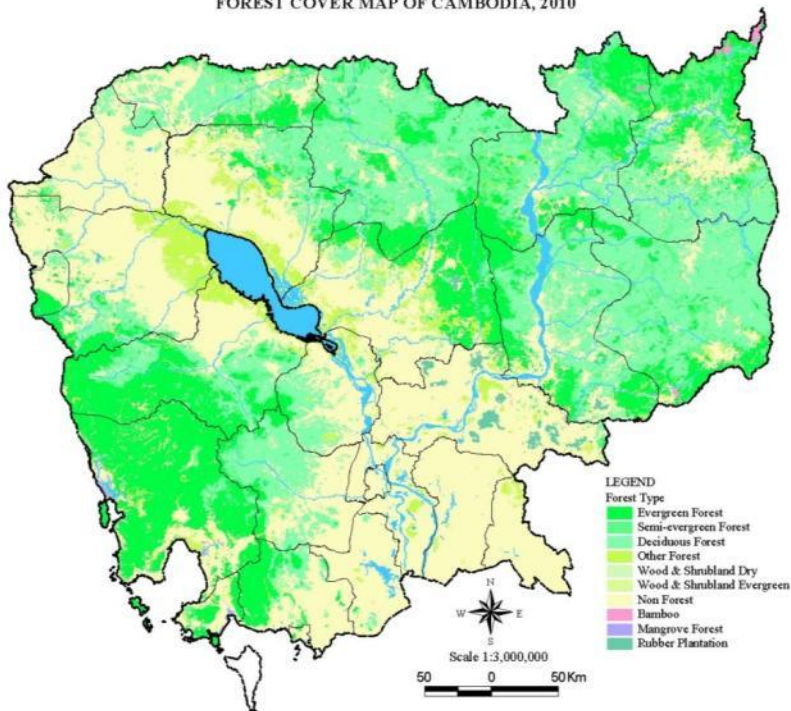 FOREST COVER MAP OF CAMBODIA, 2010
LEGEND
Forest Type
Evergreen Forest
Semi-evergreen Forest
Deciduous Forest
Other Forest
Wood & Shrubland Dry
Wood & Shrubland Evergreen
Non Forest
Bamboo
Mangrove Forest
Rubber Plantation
N
W E
S
Scale 1:3,000,000
50 0 50 Km